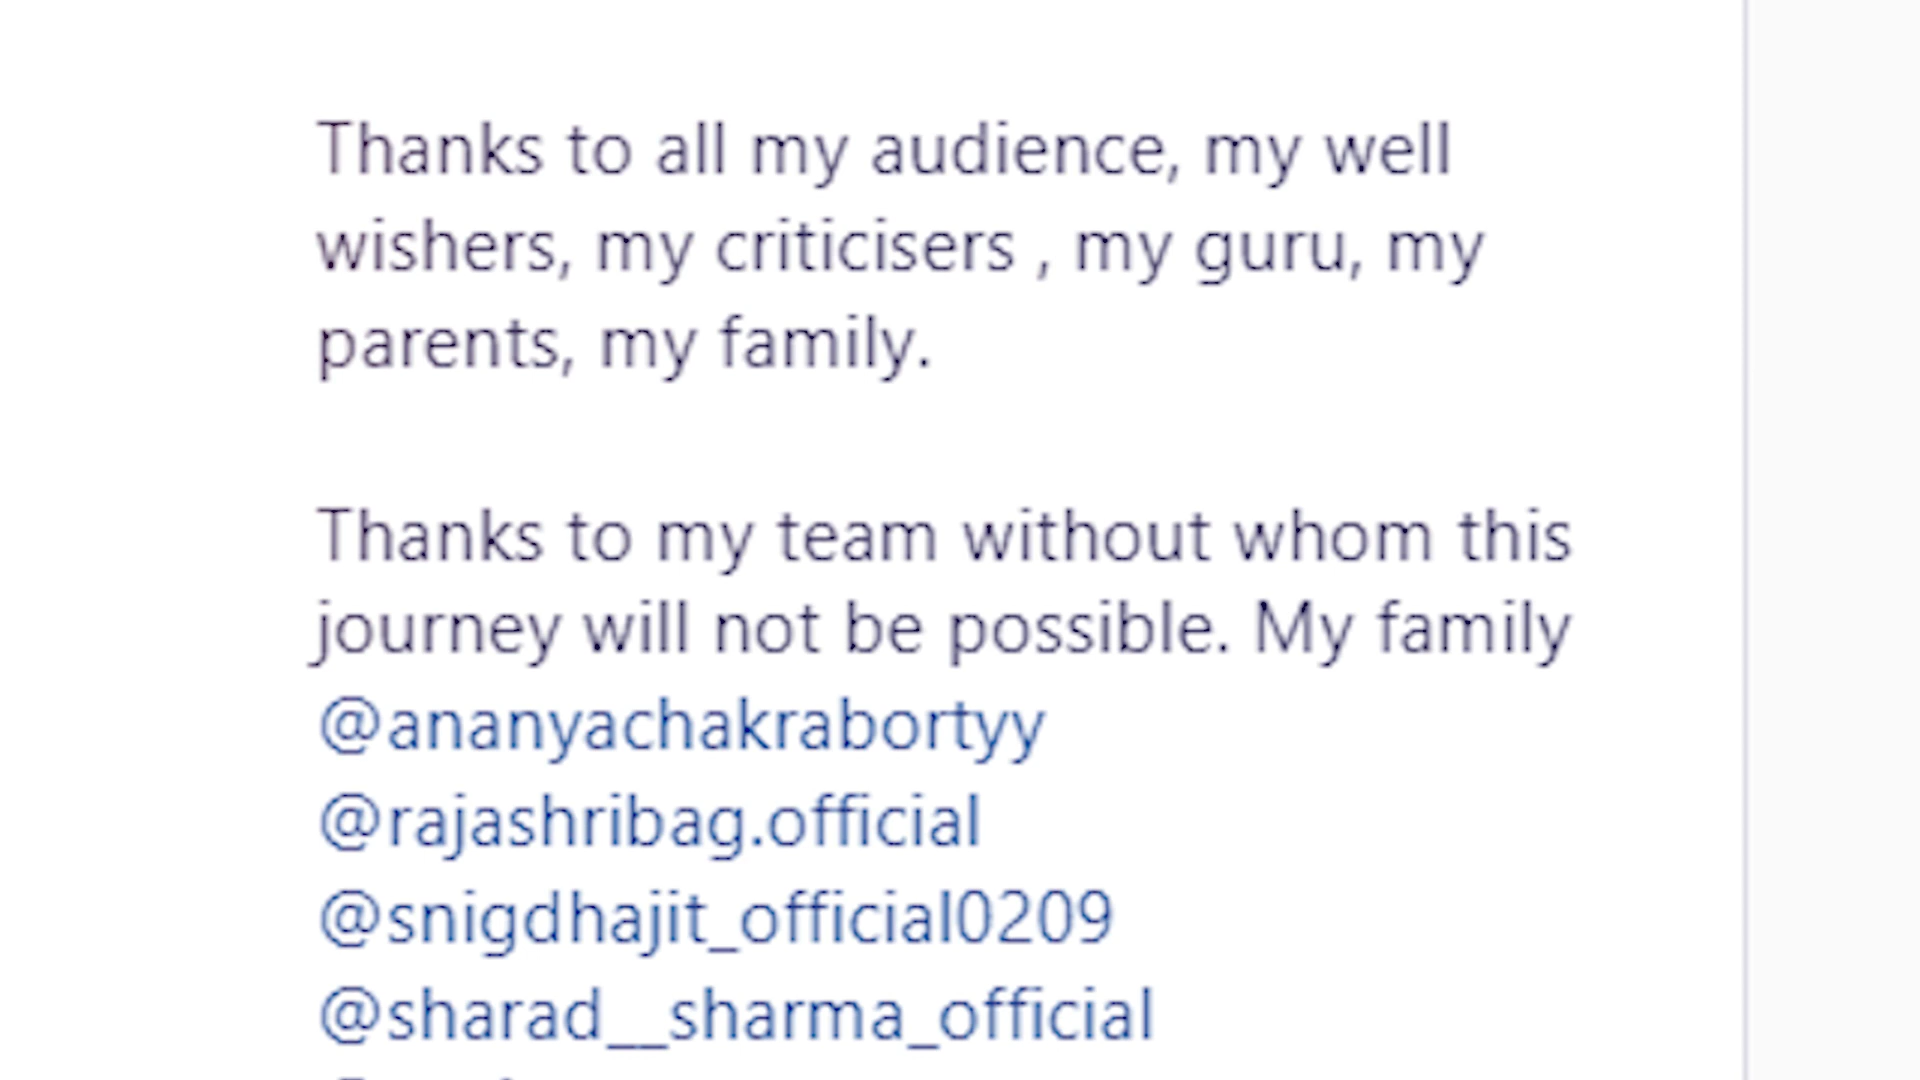 Thanks to all my audience, my well
wishers, my criticisers , my guru, my
parents, my family.
Thanks to my team without whom this
journey will not be possible. My family
@ananyachakrabortyy
@rajashribag.official
@snigdhajit_official0209
@sharad__sharma_official